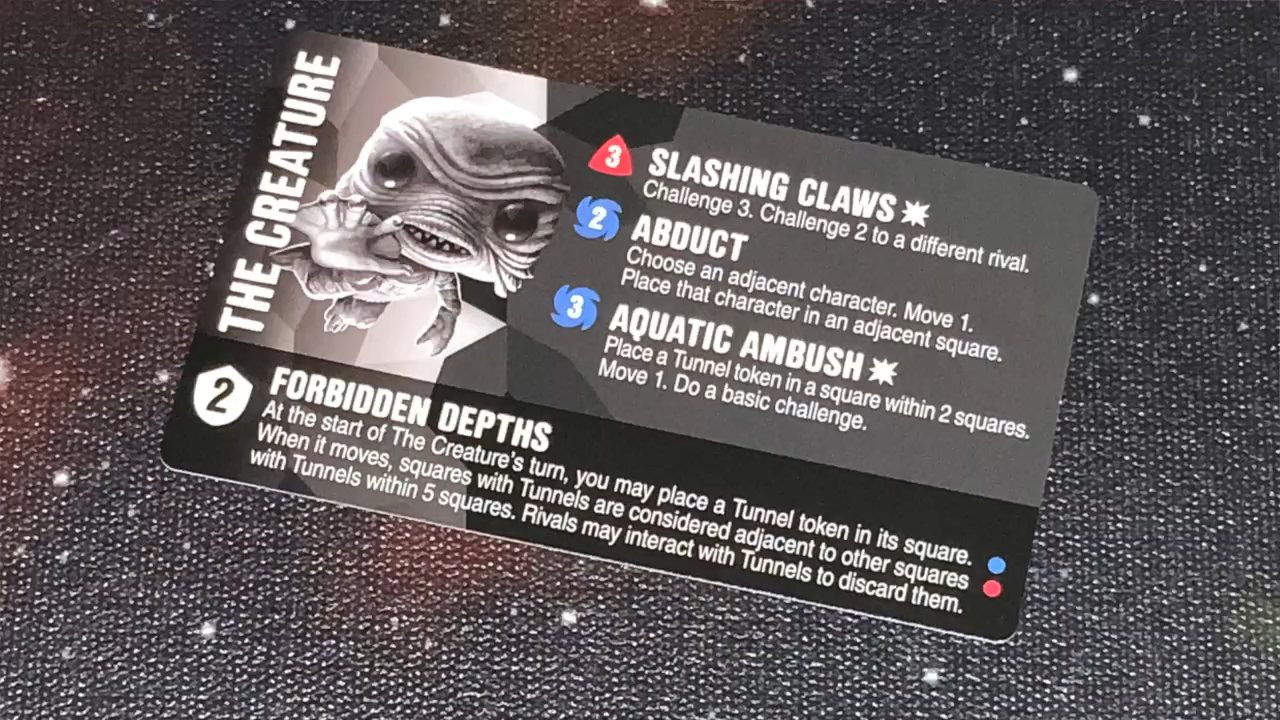 THE CREATURE
3 SLASHING CLAWS
Challenge 3. Challenge 2 to a different rival.
2 ABDUCT
Choose an adjacent character. Move 1.
Place that character in an adjacent square.
3 AQUATIC AMBUSH
Place a Tunnel token in a square within 2 squares.
Move 1. Do a basic challenge.
2 FORBIDDEN DEPTHS
At the start of The Creature's turn, you may place a Tunnel token in its square.
When it moves, squares with Tunnels are considered adjacent to other squares
with Tunnels within 5 squares. Rivals may interact with Tunnels to discard them.